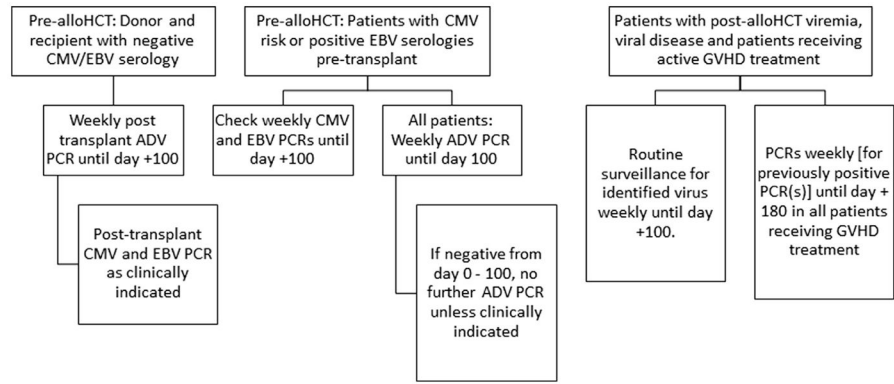 Pre-alloHCT: Donor and
recipient with negative
CMV/EBV serology
Weekly post
transplant ADV
PCR until day +100
Post-transplant
CMV and EBV PCR
as clinically
indicated
Pre-alloHCT: Patients with CMV
risk or positive EBV serologies
pre-transplant
Check weekly CMV
and EBV PCRs until
day +100
All patients:
Weekly ADV PCR
until day 100
If negative from
day 0 - 100, no
further ADV PCR
unless clinically
indicated
Patients with post-alloHCT viremia,
viral disease and patients receiving
active GVHD treatment
Routine
surveillance for
identified virus
weekly until day
+100.
PCRs weekly [for
previously positive
PCR(s)] until day +
180 in all patients
receiving GVHD
treatment